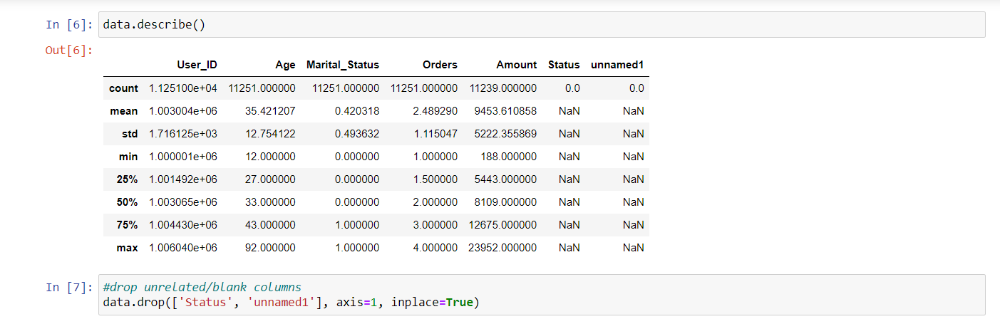 In [6]: data.describe()
Out[6]:
User_ID Age Marital_Status Orders Amount Status unnamed1
count 1.125100e+04 11251.000000 11251.000000 11251.000000 11239.000000 0.0 0.0
mean 1.003004e+06 35.421207 0.420318 2.489290 9453.610858 NaN NaN
std 1.716125e+03 12.754122 0.493632 1.115047 5222.355869 NaN NaN
min 1.000001e+06 12.000000 0.000000 1.000000 188.000000 NaN NaN
25% 1.001492e+06 27.000000 0.000000 1.500000 5443.000000 NaN NaN
50% 1.003065e+06 33.000000 0.000000 2.000000 8109.000000 NaN NaN
75% 1.004430e+06 43.000000 1.000000 3.000000 12675.000000 NaN NaN
max 1.006040e+06 92.000000 1.000000 4.000000 23952.000000 NaN NaN
In [7]: #drop unrelated/blank columns
data.drop(['Status', 'unnamed1'], axis=1, inplace=True)